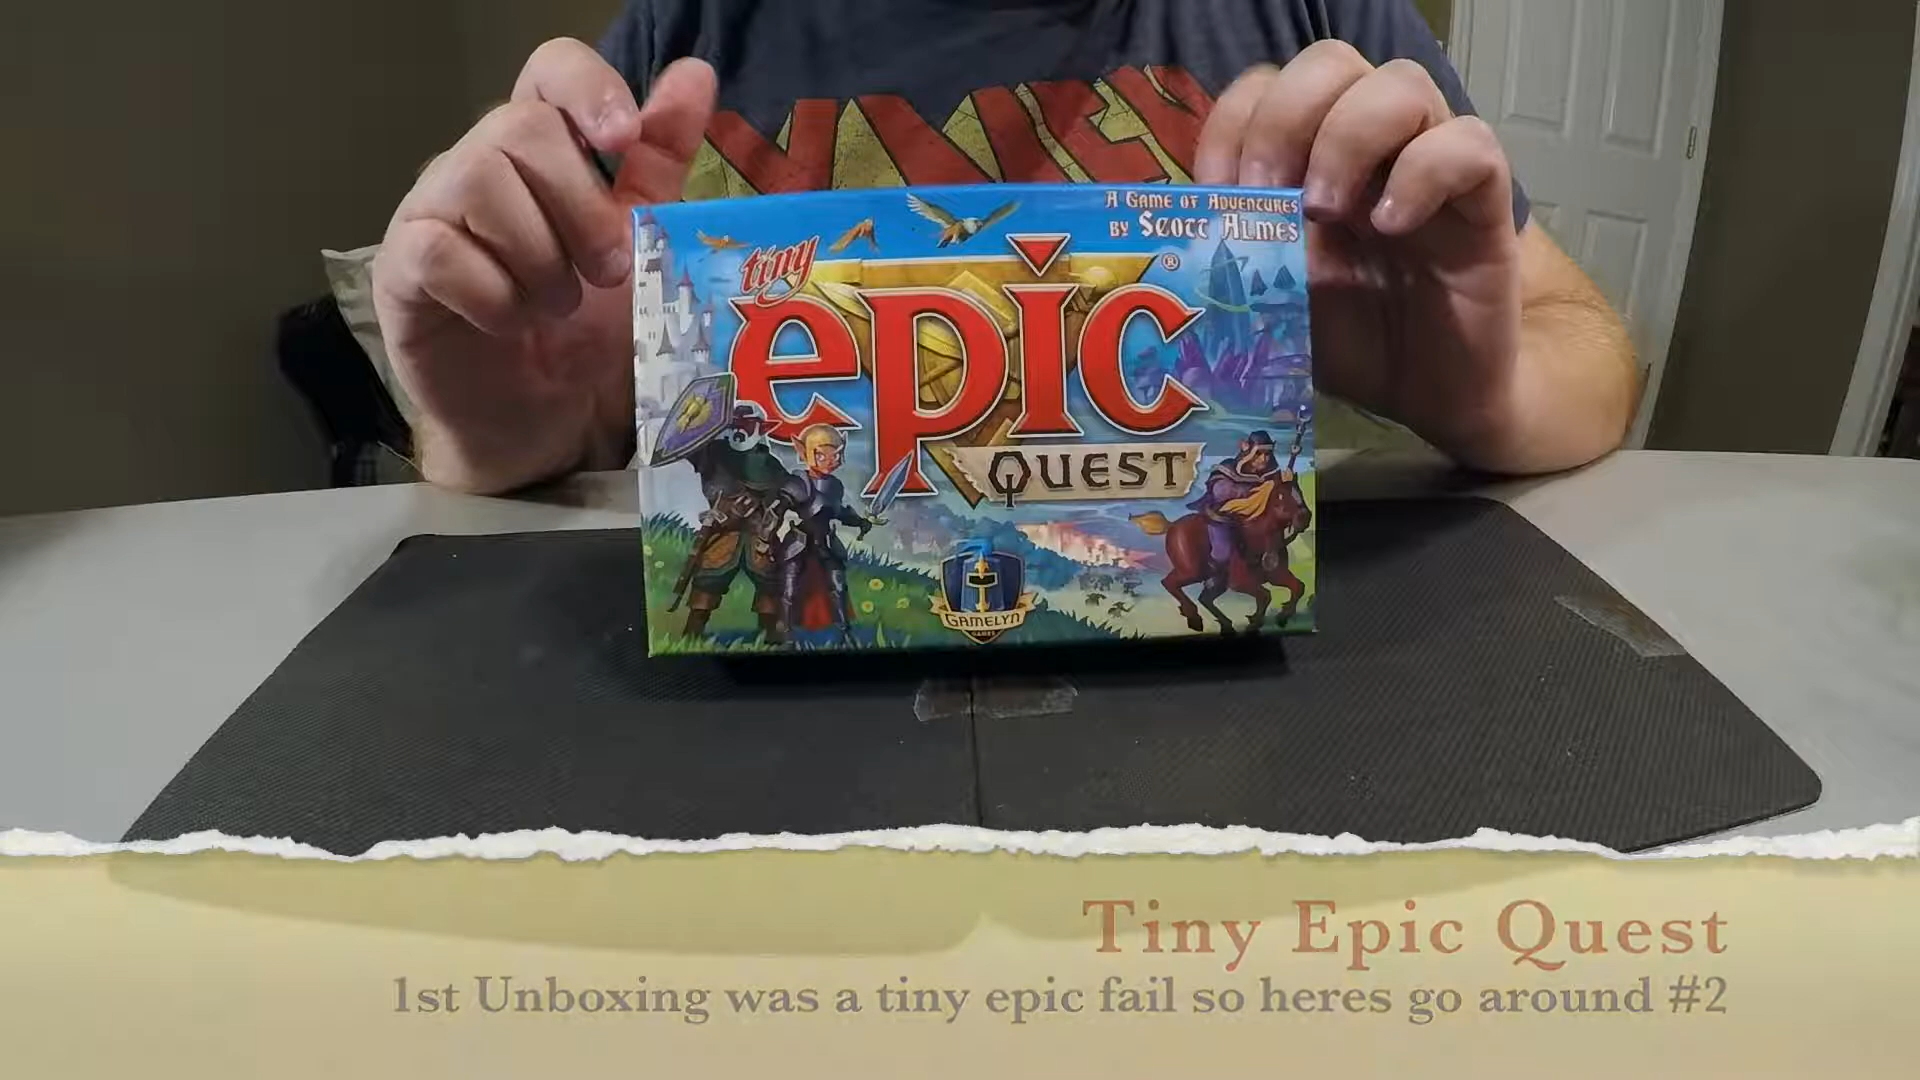 A GAME OF ADVENTURES
BY SCOTT ALMES
tiny
epic
®
QUEST
GAMELYN
GAMES
Tiny Epic Quest
1st Unboxing was a tiny epic fail so heres go around #2